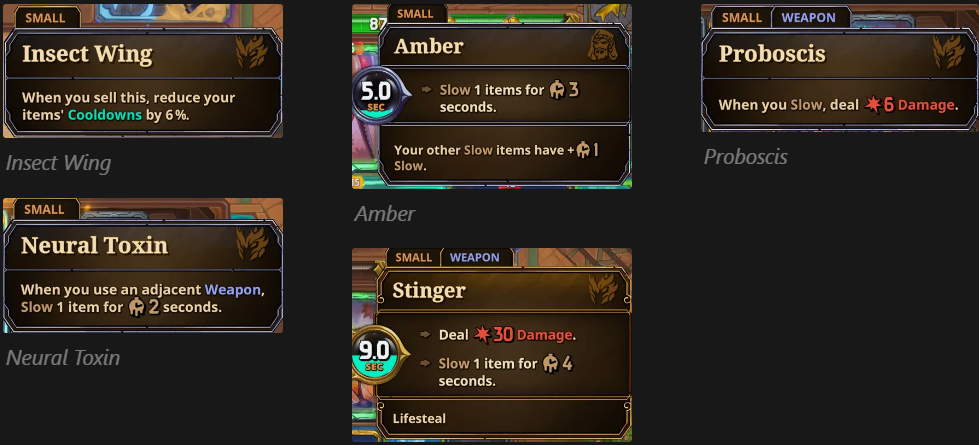 SMALL
Insect Wing
When you sell this, reduce your
items' Cooldowns by 6%.
Insect Wing
SMALL
Neural Toxin
When you use an adjacent Weapon,
Slow 1 item for 2 seconds.
Neural Toxin
87
SMALL
Amber
5.0
SEC
Slow 1 items for 3
seconds.
Your other Slow items have +1
Slow.
Amber
SMALL WEAPON
Stinger
9.0
SEC
Deal 30 Damage.
Slow 1 item for 4
seconds.
Lifesteal
SMALL WEAPON
Proboscis
When you Slow, deal 6 Damage.
Proboscis